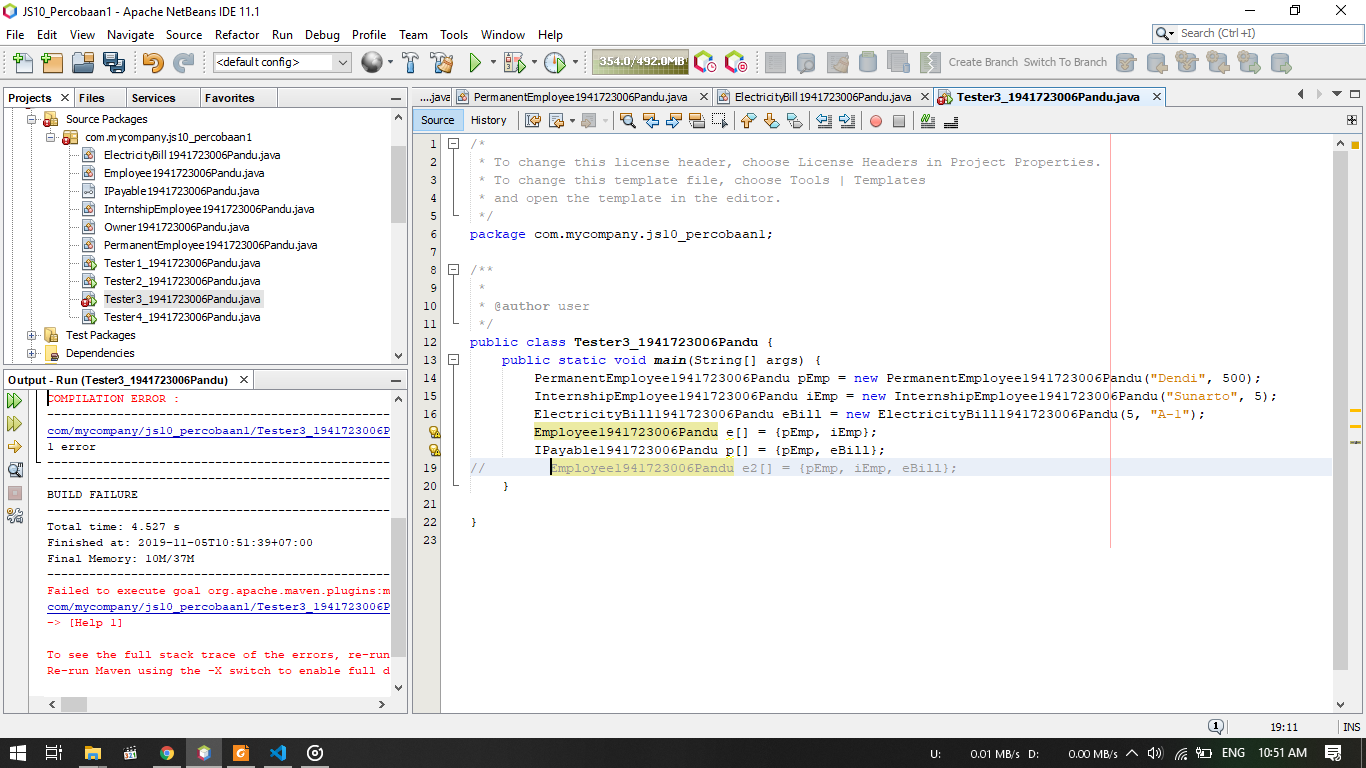 JS10_Percobaan1 - Apache NetBeans IDE 11.1
File Edit View Navigate Source Refactor Run Debug Profile Team Tools Window Help
Search (Ctrl+I)
<default config>
354.0/492.0MB
Create Branch Switch To Branch
Projects Files Services Favorites
Source Packages
com.mycompany.js10_percobaan1
ElectricityBill1941723006Pandu.java
Employee1941723006Pandu.java
IPayable1941723006Pandu.java
InternshipEmployee1941723006Pandu.java
Owner1941723006Pandu.java
PermanentEmployee1941723006Pandu.java
Tester1_1941723006Pandu.java
Tester2_1941723006Pandu.java
Tester3_1941723006Pandu.java
Tester4_1941723006Pandu.java
Test Packages
Dependencies
Output - Run (Tester3_1941723006Pandu)
COMPILATION ERROR :
------------------------------------------------
com/mycompany/js10_percobaan1/Tester3_1941723006P
1 error
------------------------------------------------
------------------------------------------------
BUILD FAILURE
------------------------------------------------
Total time: 4.527 s
Finished at: 2019-11-05T10:51:39+07:00
Final Memory: 10M/37M
------------------------------------------------
Failed to execute goal org.apache.maven.plugins:m
com/mycompany/js10_percobaan1/Tester3_1941723006P
-> [Help 1]
To see the full stack trace of the errors, re-run
Re-run Maven using the -X switch to enable full d
....java PermanentEmployee1941723006Pandu.java ElectricityBill1941723006Pandu.java Tester3_1941723006Pandu.java
Source History
1 /*
2 * To change this license header, choose License Headers in Project Properties.
3 * To change this template file, choose Tools | Templates
4 * and open the template in the editor.
5 */
6 package com.mycompany.js10_percobaan1;
7
8 /**
9 *
10 * @author user
11 */
12 public class Tester3_1941723006Pandu {
13 public static void main(String[] args) {
14 PermanentEmployee1941723006Pandu pEmp = new PermanentEmployee1941723006Pandu("Dendi", 500);
15 InternshipEmployee1941723006Pandu iEmp = new InternshipEmployee1941723006Pandu("Sunarto", 5);
16 ElectricityBill1941723006Pandu eBill = new ElectricityBill1941723006Pandu(5, "A-1");
Employee1941723006Pandu e[] = {pEmp, iEmp};
IPayable1941723006Pandu p[] = {pEmp, eBill};
19 // Employee1941723006Pandu e2[] = {pEmp, iEmp, eBill};
20 }
21
22 }
23
1 19:11 INS
U: 0.01 MB/s D: 0.00 MB/s ENG 10:51 AM